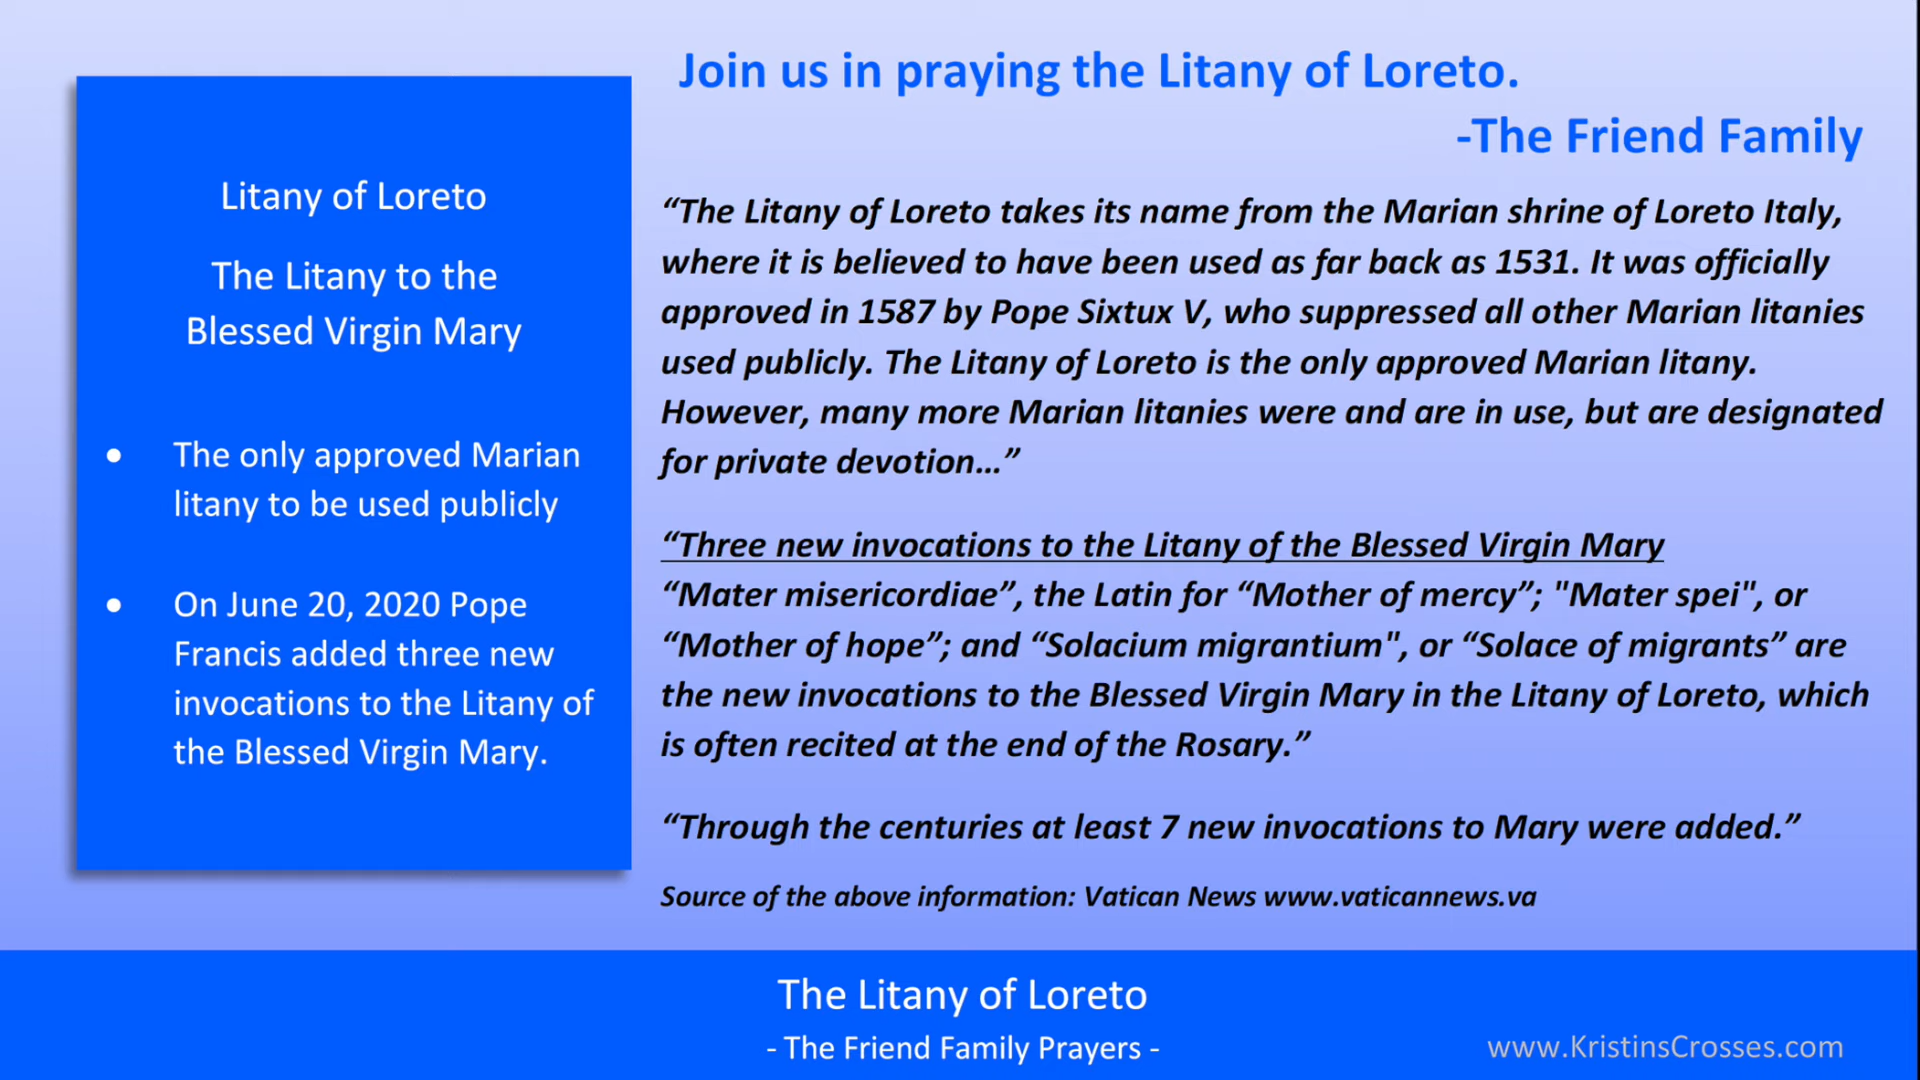 Litany of Loreto
The Litany to the
Blessed Virgin Mary
• The only approved Marian
litany to be used publicly
• On June 20, 2020 Pope
Francis added three new
invocations to the Litany of
the Blessed Virgin Mary.
Join us in praying the Litany of Loreto.
-The Friend Family
“The Litany of Loreto takes its name from the Marian shrine of Loreto Italy,
where it is believed to have been used as far back as 1531. It was officially
approved in 1587 by Pope Sixtux V, who suppressed all other Marian litanies
used publicly. The Litany of Loreto is the only approved Marian litany.
However, many more Marian litanies were and are in use, but are designated
for private devotion…”
“Three new invocations to the Litany of the Blessed Virgin Mary
“Mater misericordiae”, the Latin for “Mother of mercy”; "Mater spei", or
“Mother of hope”; and “Solacium migrantium", or “Solace of migrants” are
the new invocations to the Blessed Virgin Mary in the Litany of Loreto, which
is often recited at the end of the Rosary.”
“Through the centuries at least 7 new invocations to Mary were added.”
Source of the above information: Vatican News www.vaticannews.va
The Litany of Loreto
- The Friend Family Prayers -
www.KristinsCrosses.com